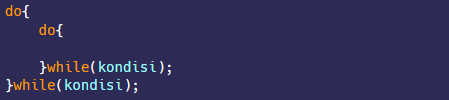 do{
    do{

    }while(kondisi);
}while(kondisi);